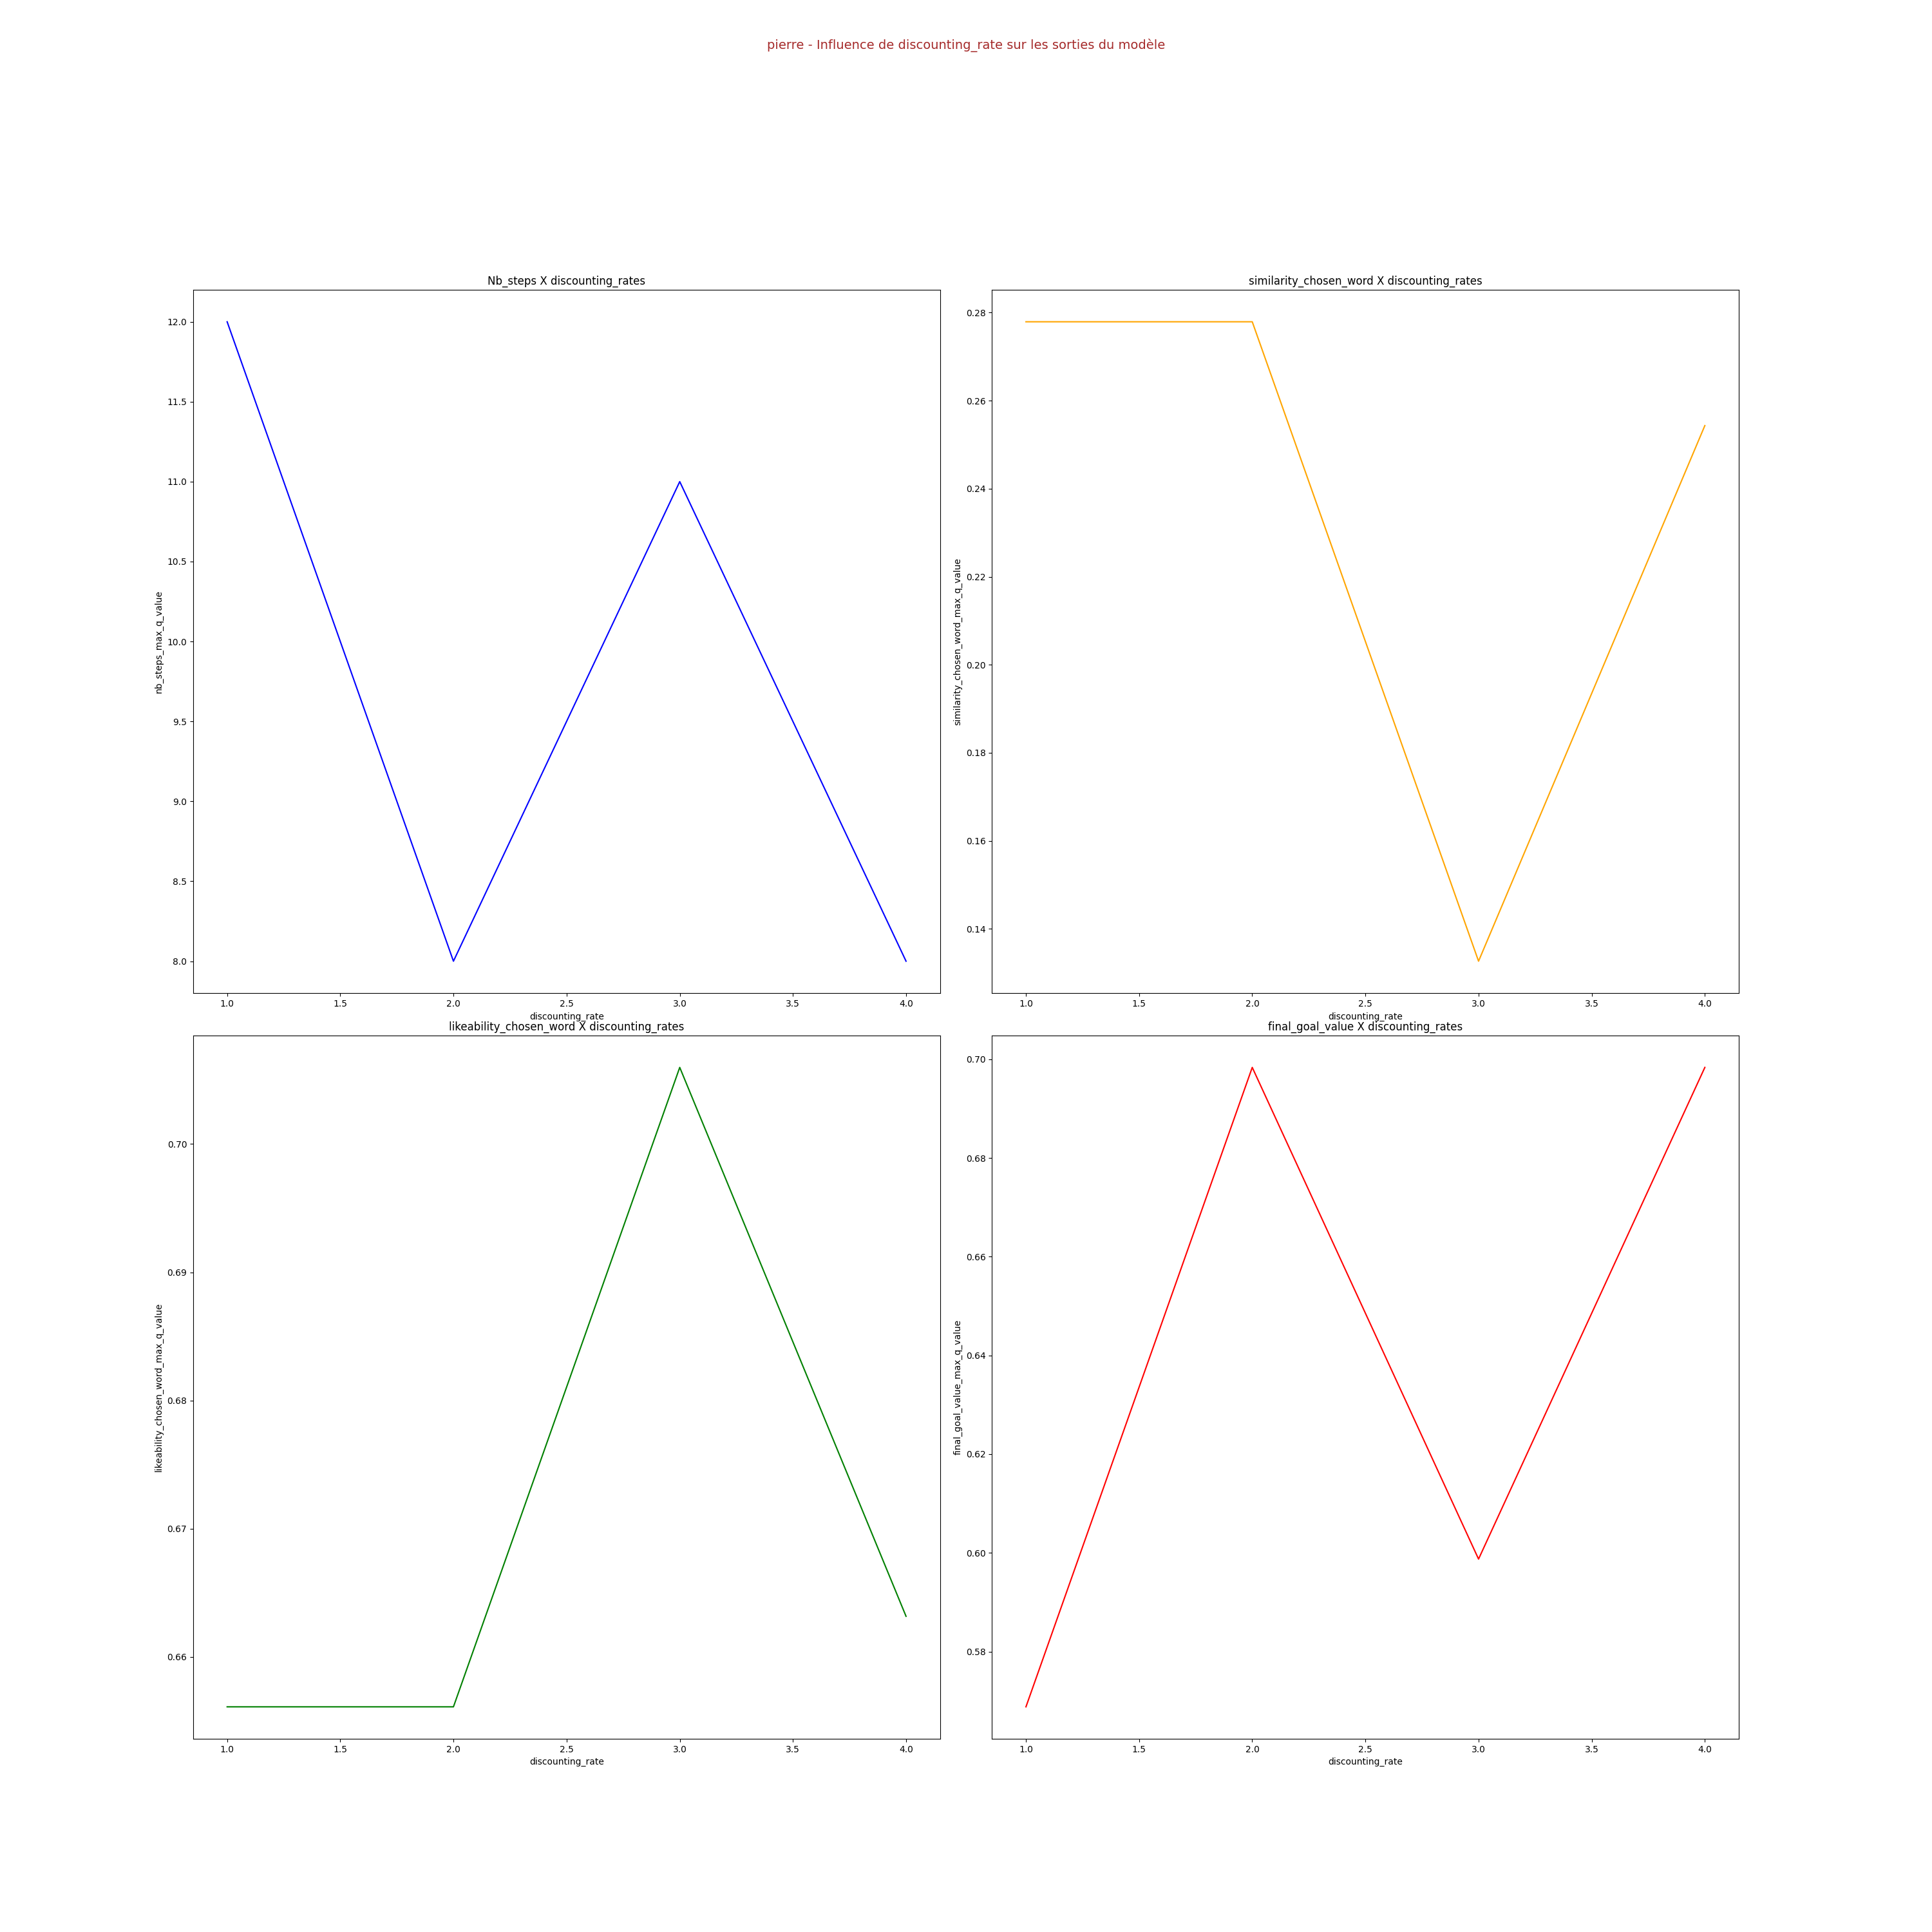 pierre - Influence de discounting_rate sur les sorties du modèle
Nb_steps X discounting_rates
12.0
11.5
11.0
10.5
10.0
9.5
9.0
8.5
8.0
nb_steps_max_q_value
1.0 1.5 2.0 2.5 3.0 3.5 4.0
discounting_rate
similarity_chosen_word X discounting_rates
0.28
0.26
0.24
0.22
0.20
0.18
0.16
0.14
similarity_chosen_word_max_q_value
1.0 1.5 2.0 2.5 3.0 3.5 4.0
discounting_rate
likeability_chosen_word X discounting_rates
0.70
0.69
0.68
0.67
0.66
likeability_chosen_word_max_q_value
1.0 1.5 2.0 2.5 3.0 3.5 4.0
discounting_rate
final_goal_value X discounting_rates
0.70
0.68
0.66
0.64
0.62
0.60
0.58
final_goal_value_max_q_value
1.0 1.5 2.0 2.5 3.0 3.5 4.0
discounting_rate